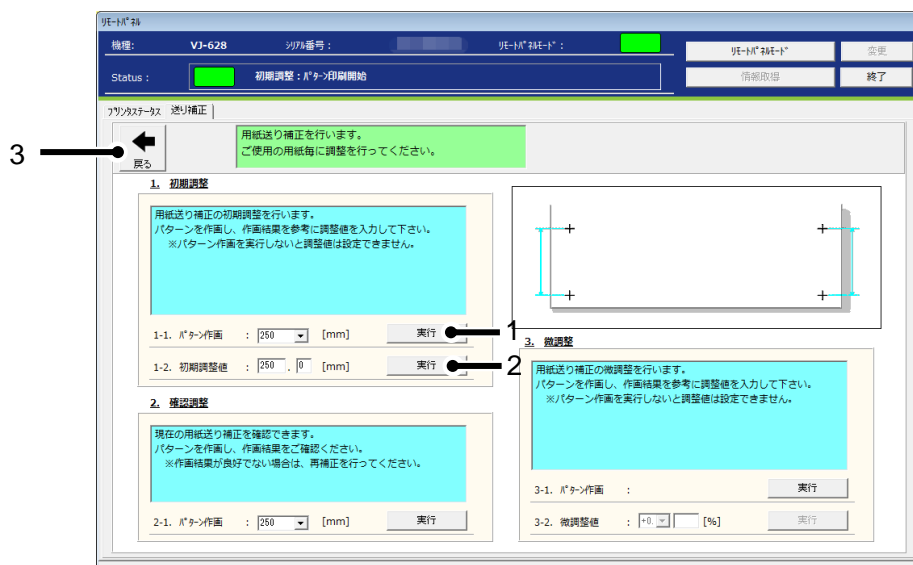 リモートパネル
機種:
VJ-628
シリアル番号:
リモートパネルモード:
リモートパネルモード
変更
Status :
初期調整:パターン印刷開始
情報取得
終了
プリンタステータス
送り補正
戻る
用紙送り補正を行います。
ご使用の用紙毎に調整を行ってください。
3
1. 初期調整
用紙送り補正の初期調整を行います。
パターンを作画し、作画結果を参考に調整値を入力して下さい。
※パターン作画を実行しないと調整値は設定できません。
1-1. パターン作画 : 250 [mm] 実行
1
1-2. 初期調整値 : 250 . 0 [mm] 実行
2
2. 確認調整
現在の用紙送り補正を確認できます。
パターンを作画し、作画結果をご確認ください。
※作画結果が良好でない場合は、再補正を行ってください。
2-1. パターン作画 : 250 [mm] 実行
3. 微調整
用紙送り補正の微調整を行います。
パターンを作画し、作画結果を参考に調整値を入力して下さい。
※パターン作画を実行しないと調整値は設定できません。
3-1. パターン作画 : 実行
3-2. 微調整値 : +0. [%] 実行